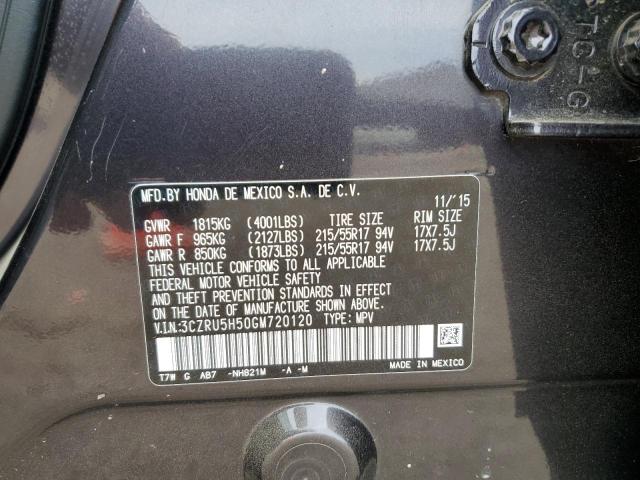 TC-G
MFD.BY HONDA DE MEXICO S.A. DE C.V. 11/'15
GVWR 1815KG (4001LBS) TIRE SIZE RIM SIZE
GAWR F 965KG (2127LBS) 215/55R17 94V 17X7.5J
GAWR R 850KG (1873LBS) 215/55R17 94V 17X7.5J
THIS VEHICLE CONFORMS TO ALL APPLICABLE
FEDERAL MOTOR VEHICLE SAFETY
AND THEFT PREVENTION STANDARDS IN EFFECT
ON THE DATE OF MANUFACTURE SHOWN ABOVE.
V.I.N:3CZRU5H50GM720120 TYPE: MPV
T7W G AB7 -NH821M -A -M MADE IN MEXICO